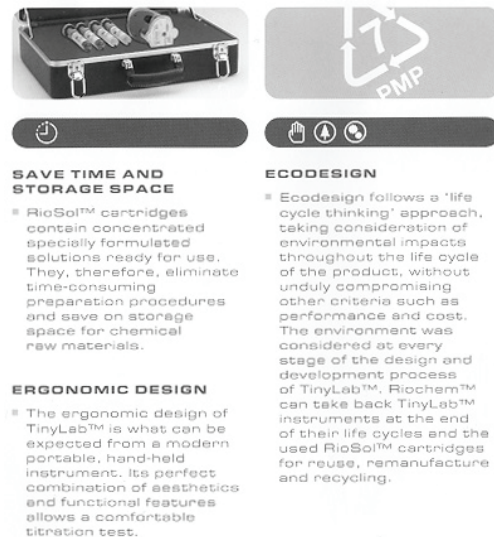 7
PMP
SAVE TIME AND
STORAGE SPACE
RioSol™ cartridges
contain concentrated
specially formulated
solutions ready for use.
They, therefore, eliminate
time-consuming
preparation procedures
and save on storage
space for chemical
raw materials.
ERGONOMIC DESIGN
The ergonomic design of
TinyLab™ is what can be
expected from a modern
portable, hand-held
instrument. Its perfect
combination of aesthetics
and functional features
allows a comfortable
titration test.
ECODESIGN
Ecodesign follows a 'life
cycle thinking' approach,
taking consideration of
environmental impacts
throughout the life cycle
of the product, without
unduly compromising
other criteria such as
performance and cost.
The environment was
considered at every
stage of the design and
development process
of TinyLab™. Riochem™
can take back TinyLab™
instruments at the end
of their life cycles and the
used RioSol™ cartridges
for reuse, remanufacture
and recycling.